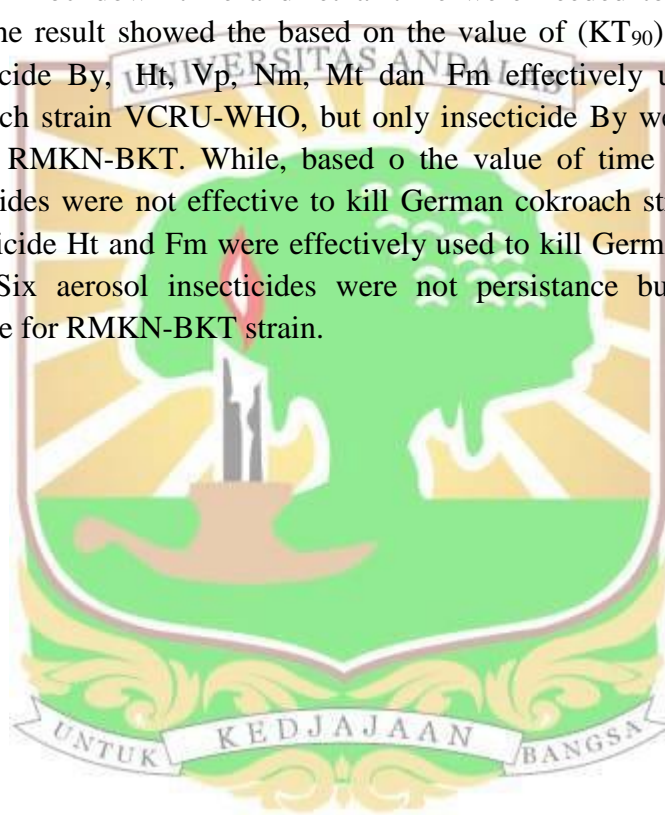 he result showed the based on the value of (KT₉₀)
cide By, Ht, Vp, Nm, Mt dan Fm effectively u
UNIVERSITAS ANDALAS
ch strain VCRU-WHO, but only insecticide By we
RMKN-BKT. While, based o the value of time
ides were not effective to kill German cokroach st
icide Ht and Fm were effectively used to kill Germ
Six aerosol insecticides were not persistance bu
e for RMKN-BKT strain.
UNTUK KEDJAJAAN BANGSA